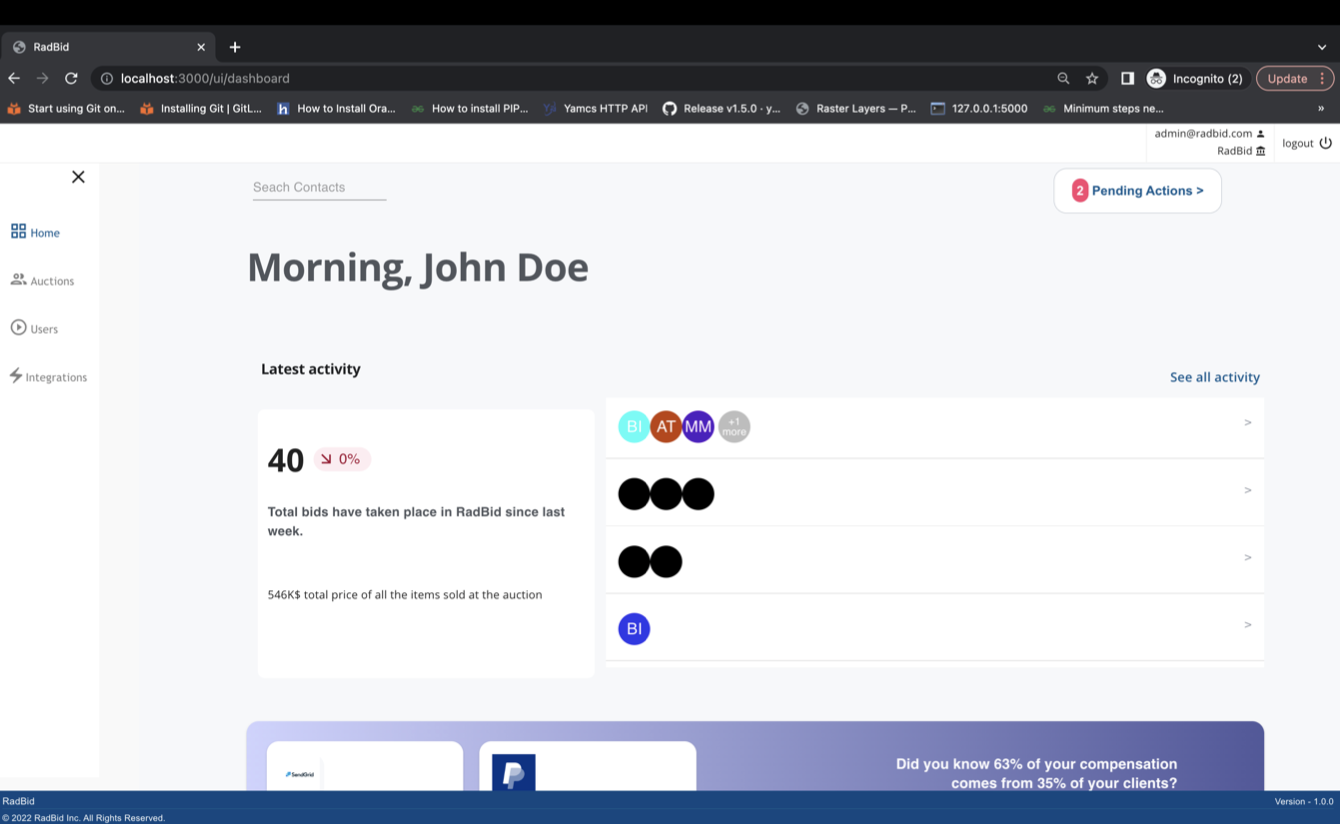 RadBid
localhost:3000/ui/dashboard
Incognito (2)
Update
Start using Git on...
Installing Git | GitL...
How to Install Ora...
How to install PIP...
Yamcs HTTP API
Release v1.5.0 · y...
Raster Layers — P...
127.0.0.1:5000
Minimum steps ne...
»
admin@radbid.com
RadBid
logout
Seach Contacts
2 Pending Actions >
Home
Auctions
Users
Integrations
Morning, John Doe
Latest activity
See all activity
40
0%
Total bids have taken place in RadBid since last
week.
546K$ total price of all the items sold at the auction
BI AT MM +1
more
>
>
>
BI
>
SendGrid
Did you know 63% of your compensation
comes from 35% of your clients?
RadBid
Version - 1.0.0
© 2022 RadBid Inc. All Rights Reserved.